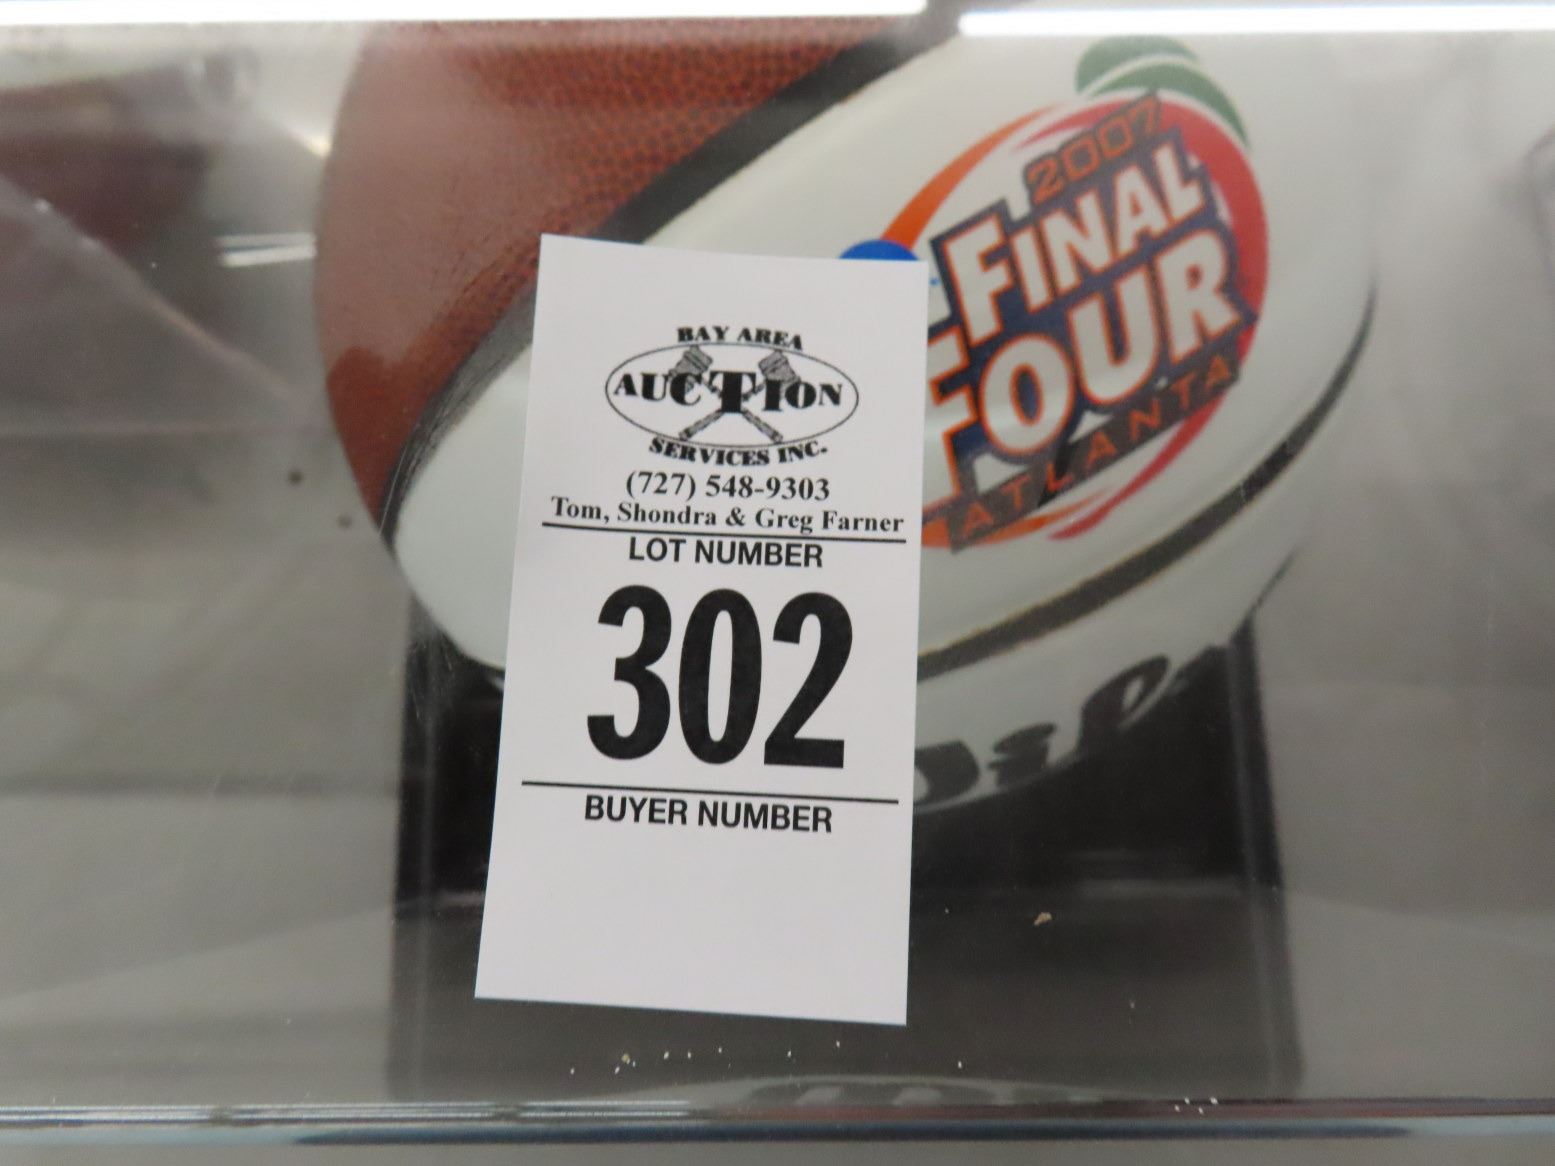 2007
FINAL
FOUR
ATLANTA
BAY AREA
AUCTION
SERVICES INC.
(727) 548-9303
Tom, Shondra & Greg Farner
LOT NUMBER
302
BUYER NUMBER